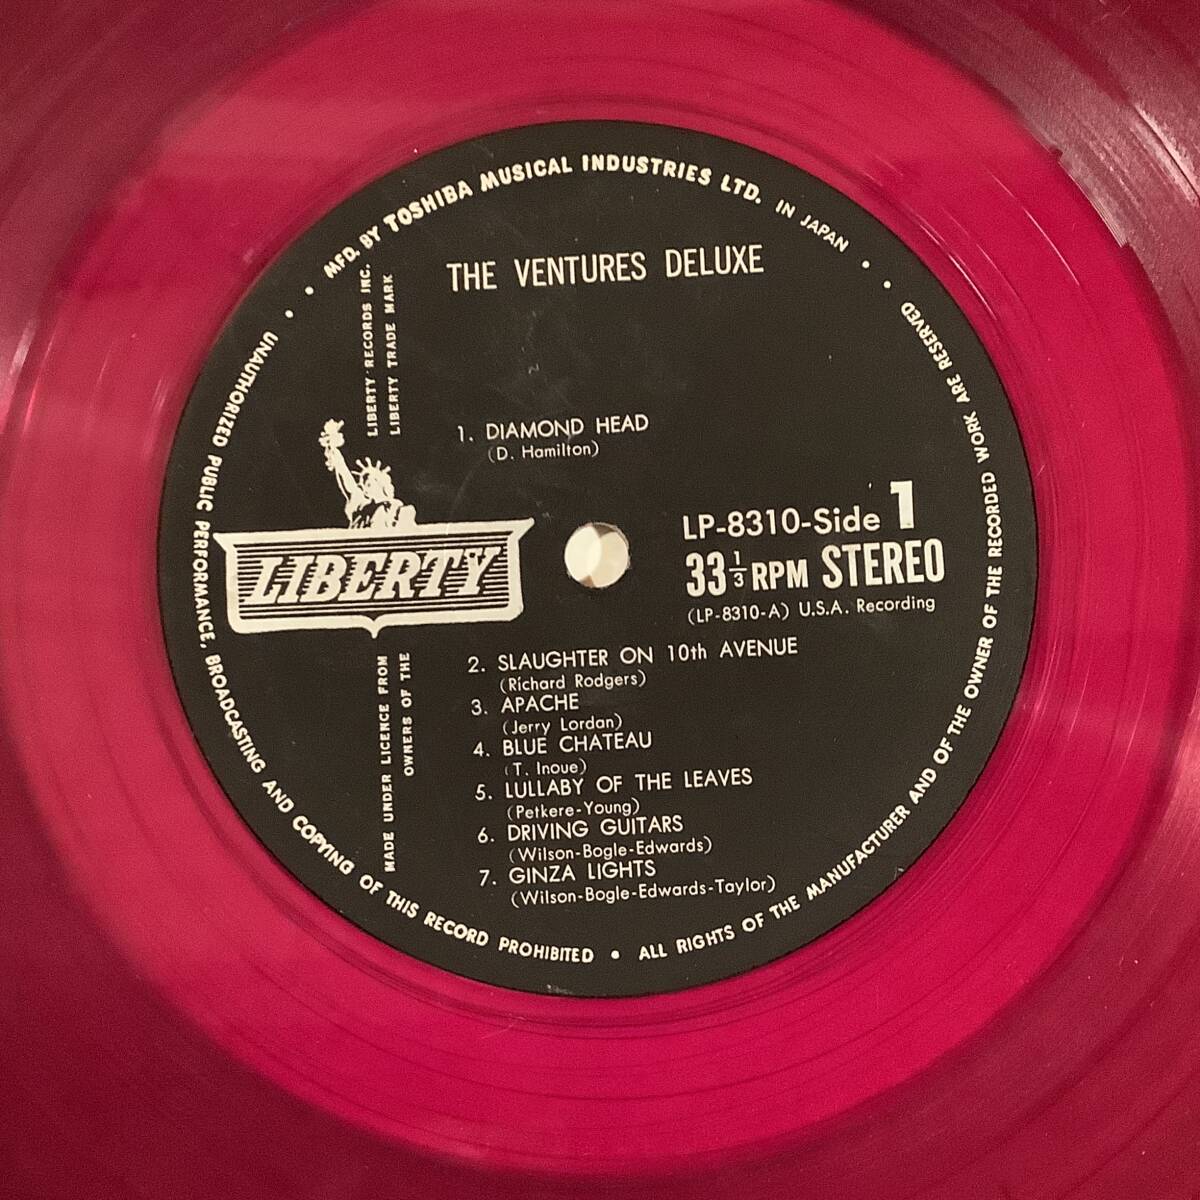 MFD. BY TOSHIBA MUSICAL INDUSTRIES LTD. IN JAPAN
THE VENTURES DELUXE
LIBERTY RECORDS INC.
LIBERTY TRADE MARK
1. DIAMOND HEAD
(D. Hamilton)
LIBERTY
LP-8310-Side 1
33 1/3 RPM STEREO
(LP-8310-A) U.S.A. Recording
MADE UNDER LICENCE FROM
OWNERS OF THE
2. SLAUGHTER ON 10th AVENUE
(Richard Rodgers)
3. APACHE
(Jerry Lordan)
4. BLUE CHATEAU
(T. Inoue)
5. LULLABY OF THE LEAVES
(Petkere-Young)
6. DRIVING GUITARS
(Wilson-Bogle-Edwards)
7. GINZA LIGHTS
(Wilson-Bogle-Edwards-Taylor)
UNAUTHORIZED PUBLIC PERFORMANCE, BROADCASTING AND COPYING OF THIS RECORD PROHIBITED • ALL RIGHTS OF THE MANUFACTURER AND OF THE OWNER OF THE RECORDED WORK ARE RESERVED